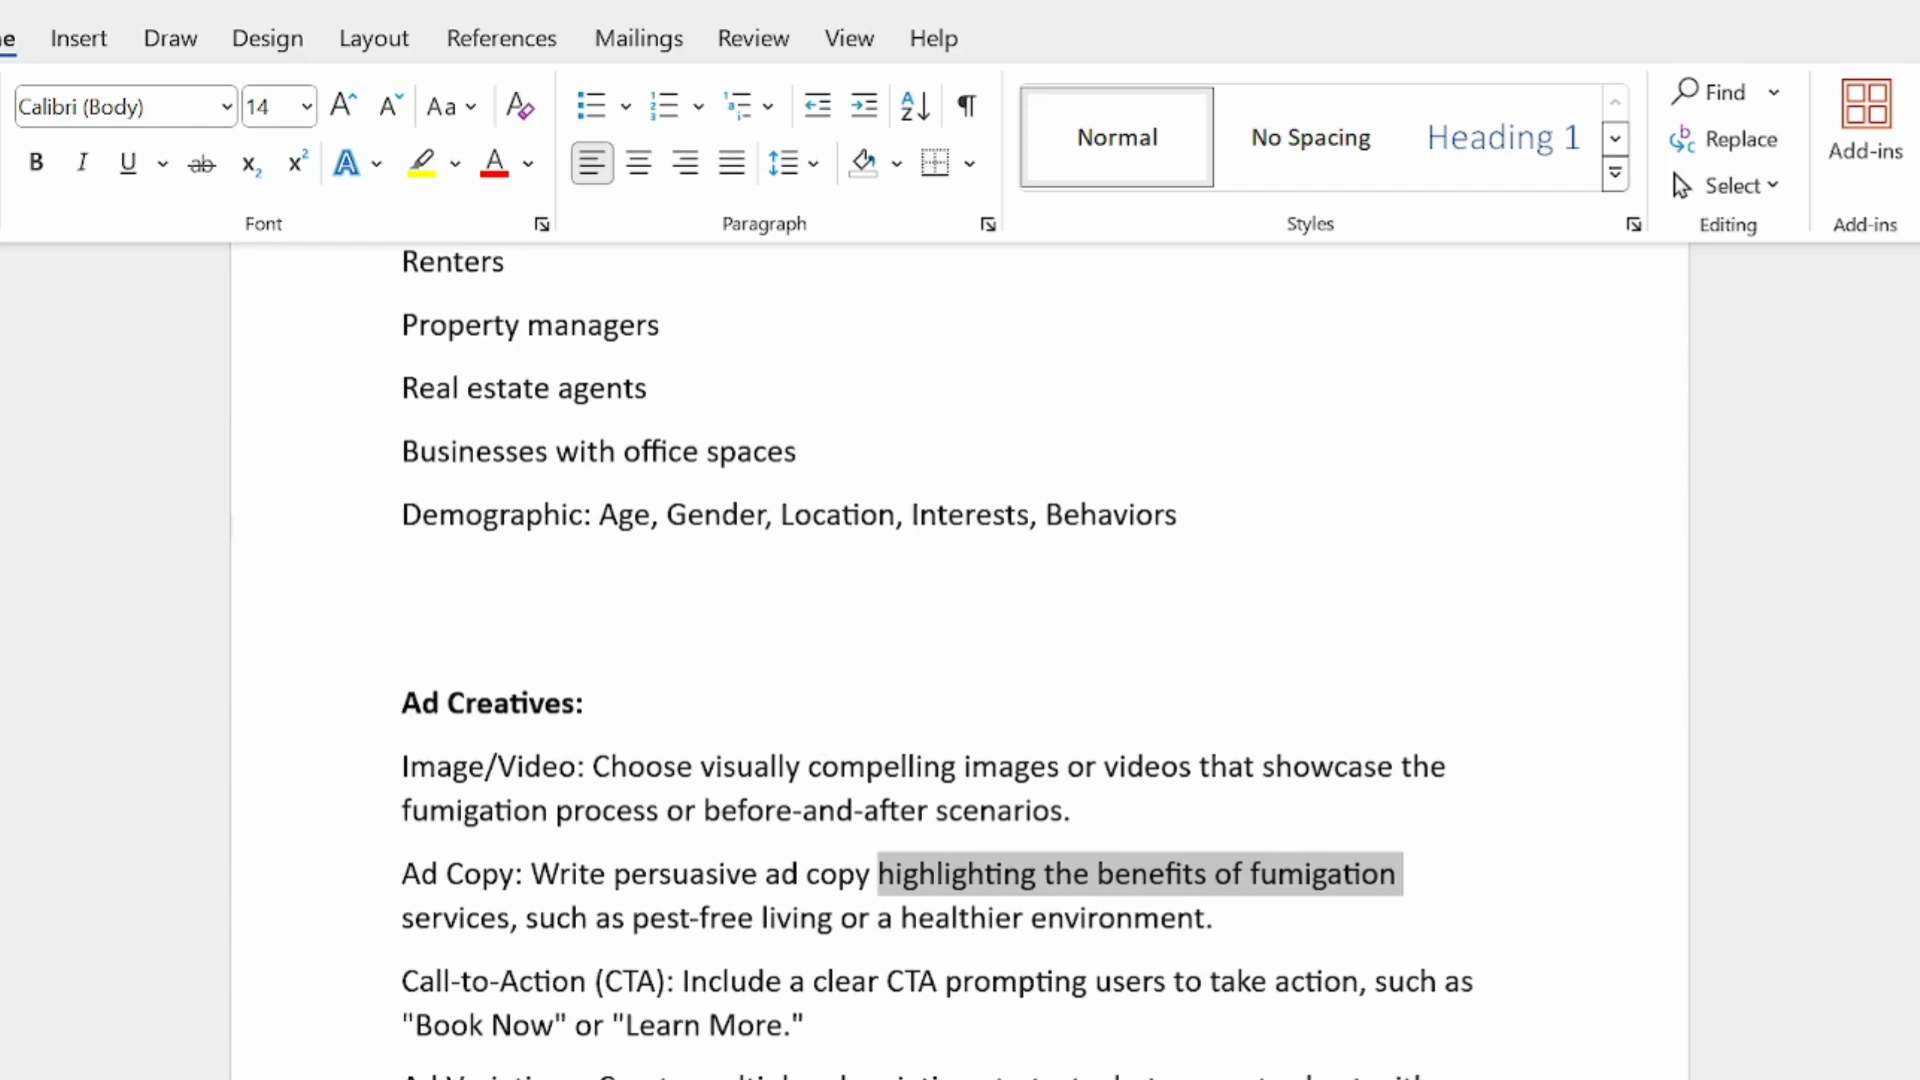 Insert Draw Design Layout References Mailings Review View Help
Calibri (Body) 14 Aa
Normal No Spacing Heading 1
Find
Replace
Select
Add-ins
Font Paragraph Styles Editing Add-ins
Renters
Property managers
Real estate agents
Businesses with office spaces
Demographic: Age, Gender, Location, Interests, Behaviors
Ad Creatives:
Image/Video: Choose visually compelling images or videos that showcase the
fumigation process or before-and-after scenarios.
Ad Copy: Write persuasive ad copy highlighting the benefits of fumigation
services, such as pest-free living or a healthier environment.
Call-to-Action (CTA): Include a clear CTA prompting users to take action, such as
"Book Now" or "Learn More."